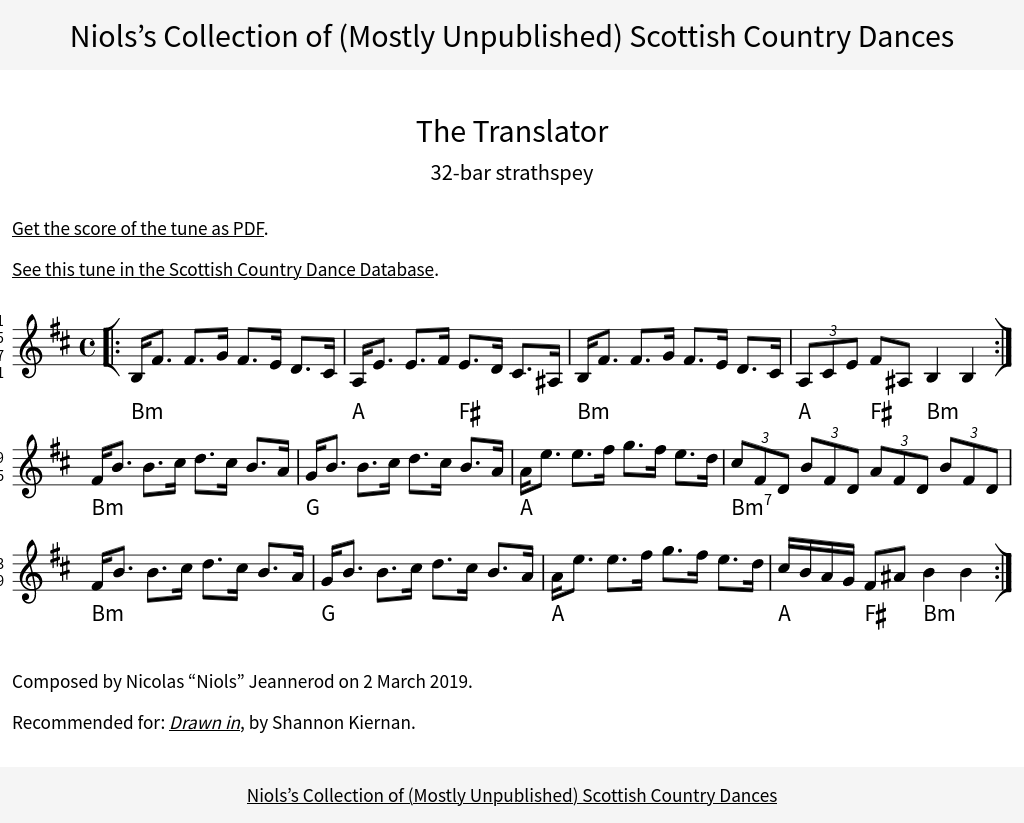 Niols’s Collection of (Mostly Unpublished) Scottish Country Dances
The Translator
32-bar strathspey
Get the score of the tune as PDF.
See this tune in the Scottish Country Dance Database.
3
Bm A F♯ Bm A F♯ Bm
3 3 3 3
Bm G A Bm7
Bm G A A F♯ Bm
Composed by Nicolas “Niols” Jeannerod on 2 March 2019.
Recommended for: Drawn in, by Shannon Kiernan.
Niols’s Collection of (Mostly Unpublished) Scottish Country Dances